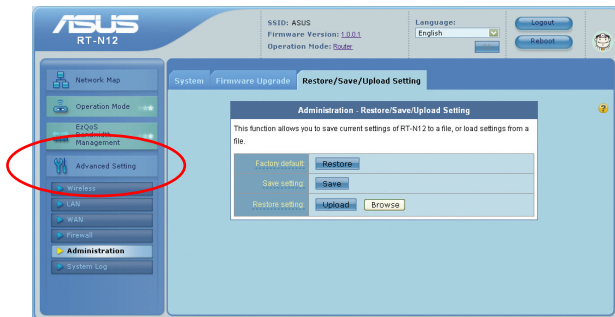 ASUS
RT-N12
SSID: ASUS
Firmware Version: 1.0.0.1
Operation Mode: Router
Language:
English
Logout
Reboot
Network Map
Operation Mode
EzQoS
Bandwidth
Management
Advanced Setting
Wireless
LAN
WAN
Firewall
Administration
System Log
System Firmware Upgrade Restore/Save/Upload Setting
Administration - Restore/Save/Upload Setting
This function allows you to save current settings of RT-N12 to a file, or load settings from a
file.
Factory default: Restore
Save setting: Save
Restore setting: Upload Browse
?